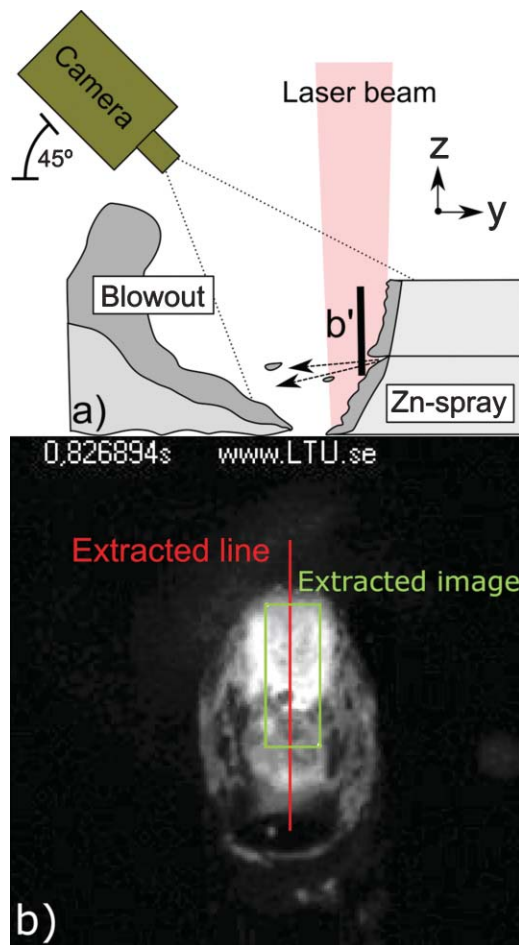 Camera
45º
Laser beam
z
y
Blowout
b'
Zn-spray
a)
0,826894s www.LTU.se
Extracted line
Extracted image
b)